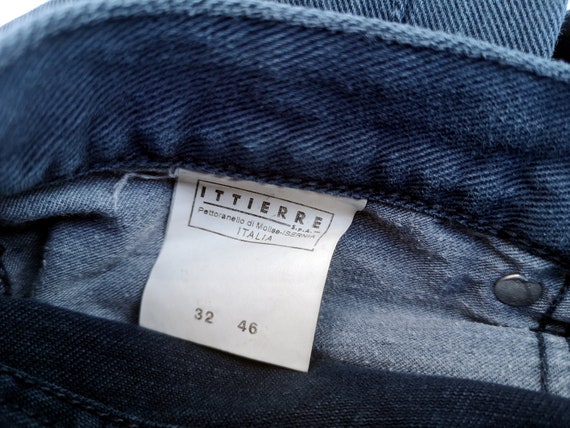 ITTIERRE
S.p.A.
Pettoranello di Molise-ISERNIA
ITALIA
32 46